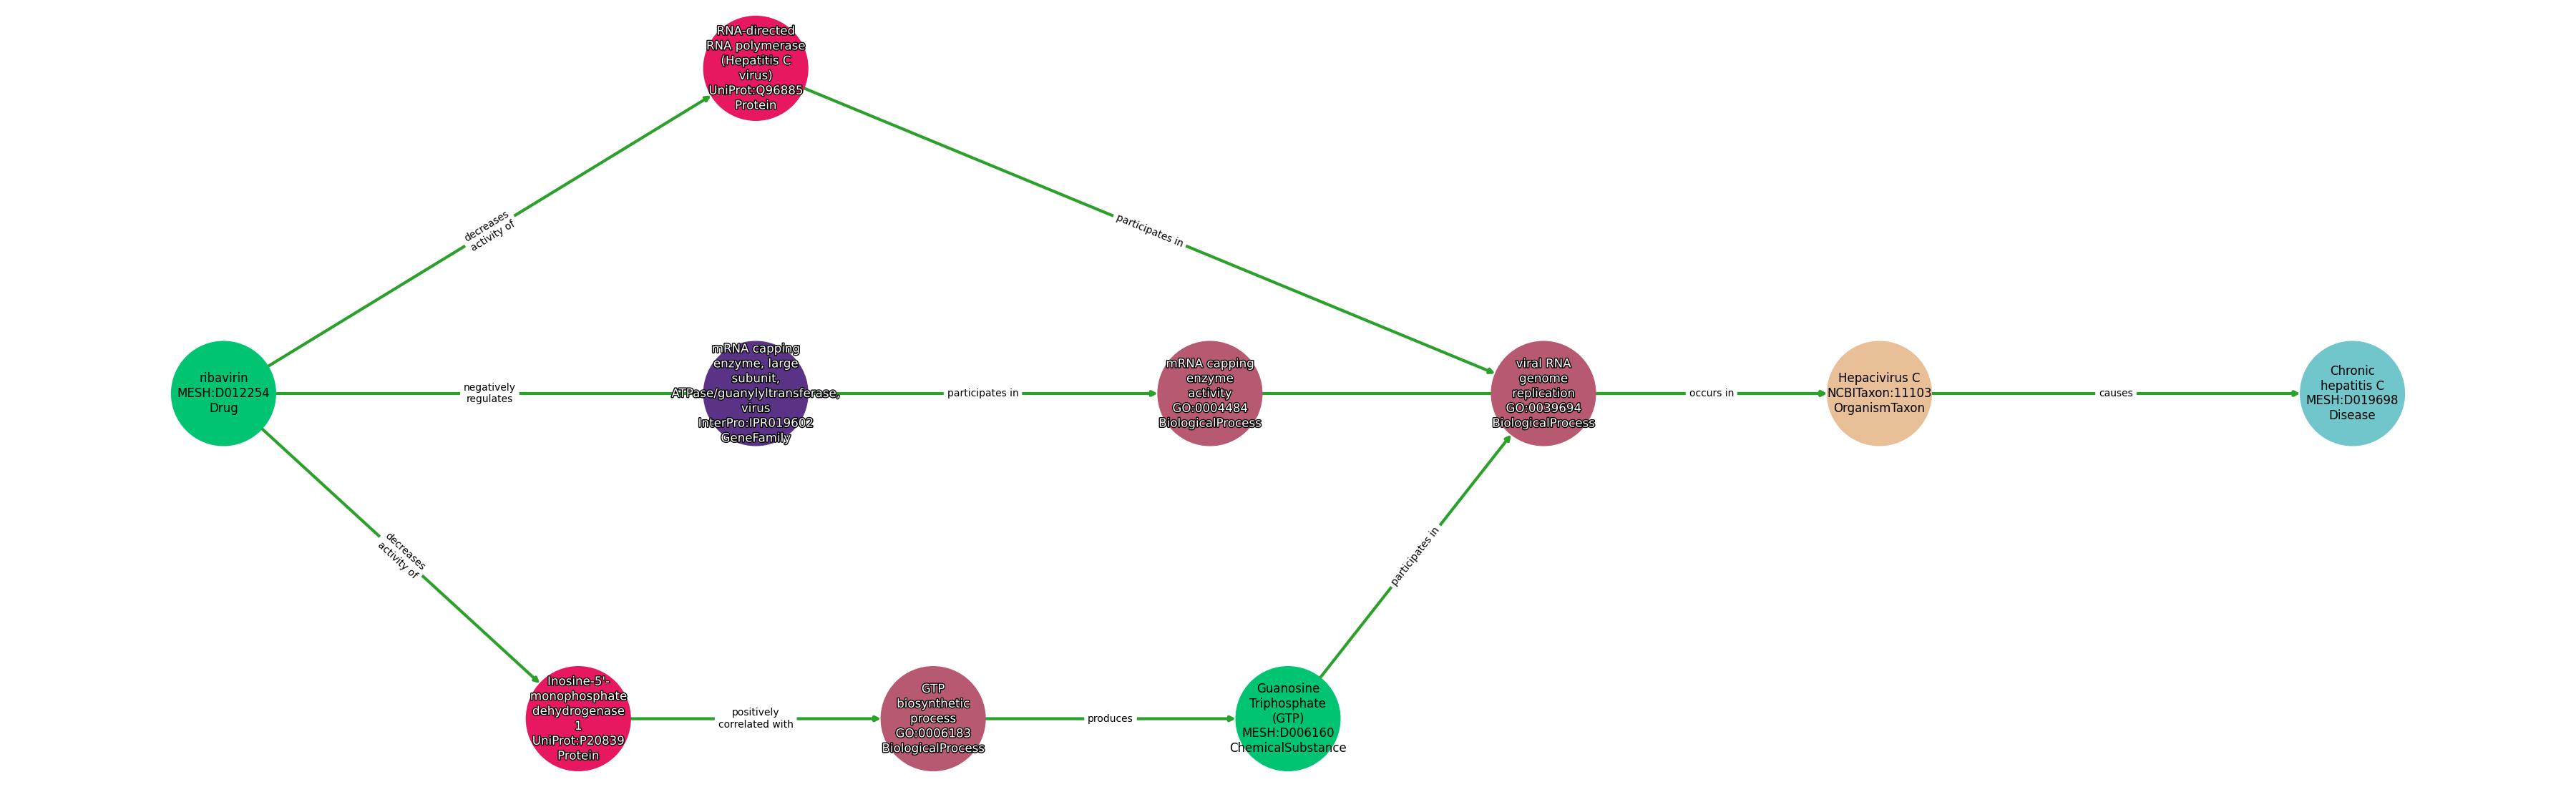 RNA-directed
RNA polymerase
(Hepatitis C
virus)
UniProt:Q96885
Protein
decreases
activity of
participates in
ribavirin
MESH:D012254
Drug
negatively
regulates
mRNA capping
enzyme, large
subunit,
ATPase/guanylyltransferase,
virus
InterPro:IPR019602
GeneFamily
participates in
mRNA capping
enzyme
activity
GO:0004484
BiologicalProcess
viral RNA
genome
replication
GO:0039694
BiologicalProcess
occurs in
Hepacivirus C
NCBITaxon:11103
OrganismTaxon
causes
Chronic
hepatitis C
MESH:D019698
Disease
decreases
activity of
participates in
Inosine-5'-
monophosphate
dehydrogenase
1
UniProt:P20839
Protein
positively
correlated with
GTP
biosynthetic
process
GO:0006183
BiologicalProcess
produces
Guanosine
Triphosphate
(GTP)
MESH:D006160
ChemicalSubstance